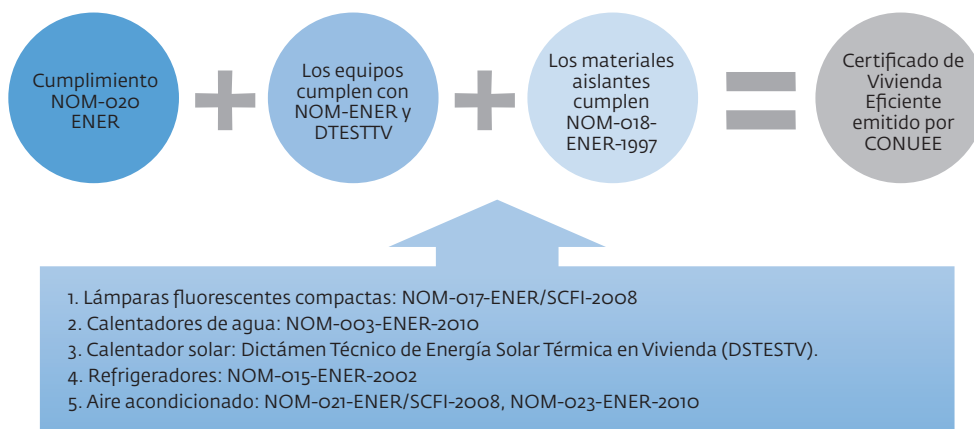 Cumplimiento
NOM-020
ENER
+
Los equipos
cumplen con
NOM-ENER y
DTESTTV
+
Los materiales
aislantes
cumplen
NOM-018-
ENER-1997
=
Certificado de
Vivienda
Eficiente
emitido por
CONUEE
1. Lámparas fluorescentes compactas: NOM-017-ENER/SCFI-2008
2. Calentadores de agua: NOM-003-ENER-2010
3. Calentador solar: Dictámen Técnico de Energía Solar Térmica en Vivienda (DSTESTV).
4. Refrigeradores: NOM-015-ENER-2002
5. Aire acondicionado: NOM-021-ENER/SCFI-2008, NOM-023-ENER-2010